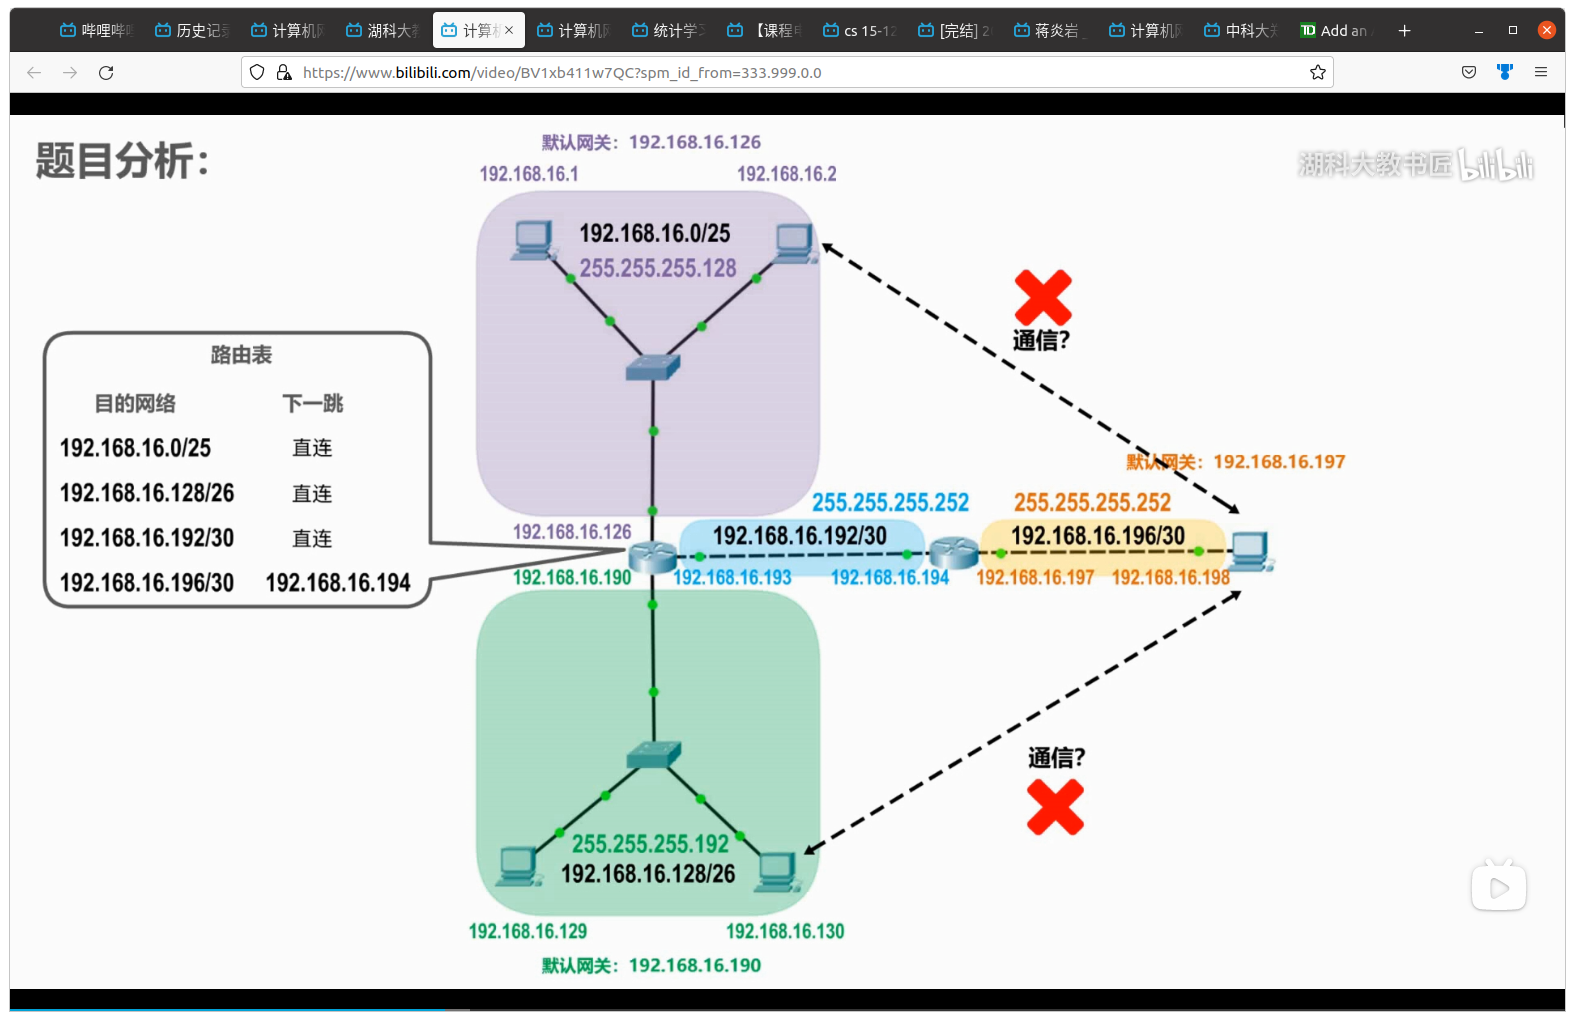 哔哩哔哩
历史记录
计算机网
湖科大教
计算机
计算机网
统计学习
【课程
cs 15-12
[完结] 2
蒋炎岩
计算机网
中科大
TD Add an
https://www.bilibili.com/video/BV1xb411w7QC?spm_id_from=333.999.0.0
题目分析：
湖科大教书匠 bilibili
默认网关：192.168.16.126
192.168.16.1
192.168.16.2
192.168.16.0/25
255.255.255.128
通信?
路由表
目的网络 下一跳
192.168.16.0/25 直连
192.168.16.128/26 直连
192.168.16.192/30 直连
192.168.16.196/30 192.168.16.194
默认网关：192.168.16.197
255.255.255.252
255.255.255.252
192.168.16.126
192.168.16.192/30
192.168.16.196/30
192.168.16.190
192.168.16.193
192.168.16.194
192.168.16.197
192.168.16.198
通信?
255.255.255.192
192.168.16.128/26
192.168.16.129
192.168.16.130
默认网关：192.168.16.190